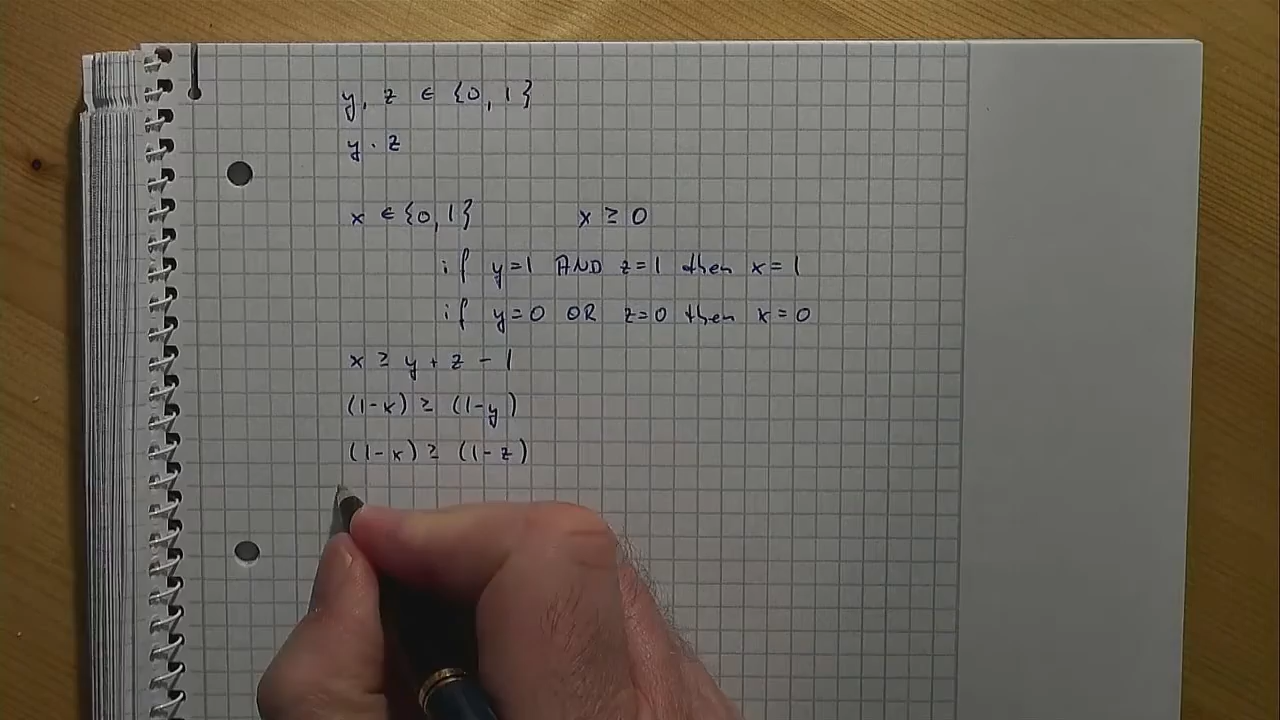 y, z ∈ {0, 1}
y · z
x ∈ {0, 1} x ≥ 0
if y=1 AND z=1 then x=1
if y=0 OR z=0 then x=0
x ≥ y + z - 1
(1-x) ≥ (1-y)
(1-x) ≥ (1-z)